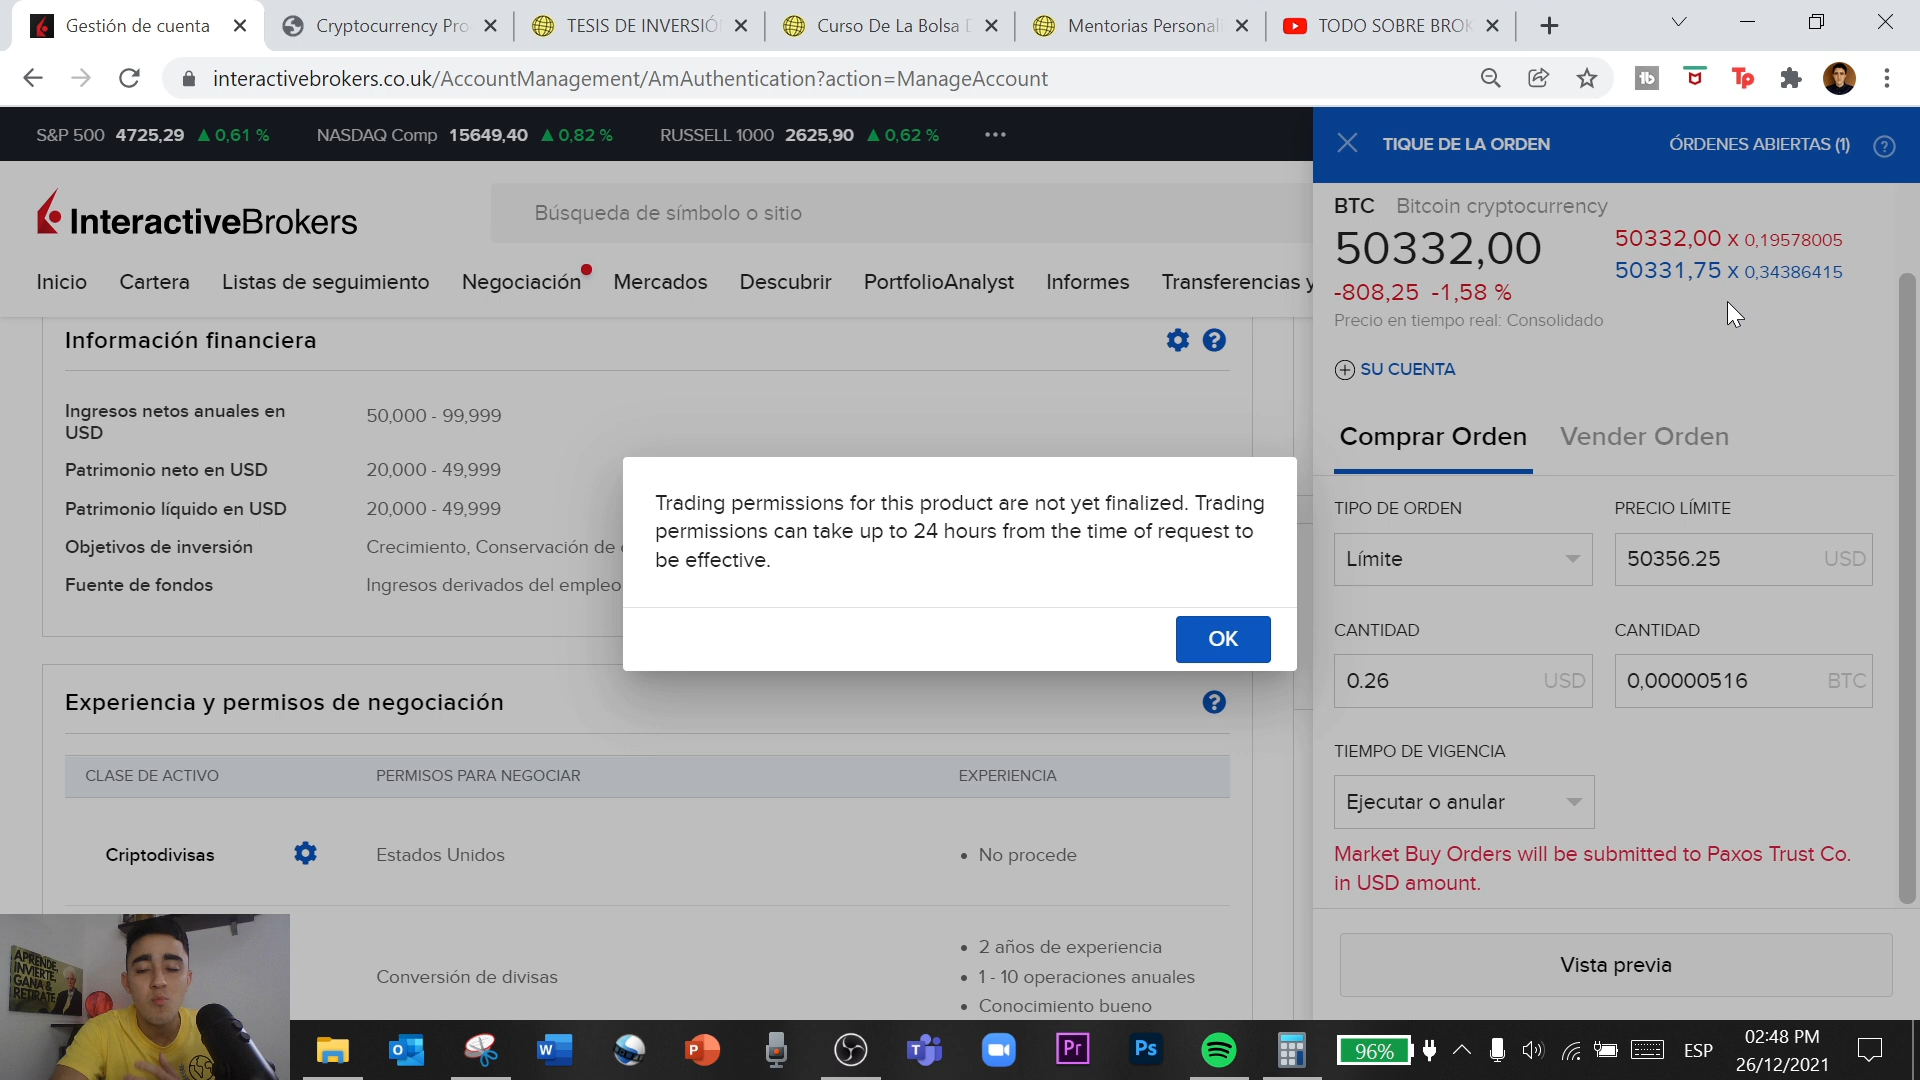 Gestión de cuenta
Cryptocurrency Pro
TESIS DE INVERSIÓ
Curso De La Bolsa D
Mentorias Personal
TODO SOBRE BROK
interactivebrokers.co.uk/AccountManagement/AmAuthentication?action=ManageAccount
S&P 500 4725,29 ▲0,61 % NASDAQ Comp 15649,40 ▲0,82 % RUSSELL 1000 2625,90 ▲0,62 % •••
TIQUE DE LA ORDEN
ÓRDENES ABIERTAS (1)
InteractiveBrokers
Búsqueda de símbolo o sitio
Inicio Cartera Listas de seguimiento Negociación Mercados Descubrir PortfolioAnalyst Informes Transferencias y
BTC Bitcoin cryptocurrency
50332,00
50332,00 X 0,19578005
50331,75 X 0,34386415
-808,25 -1,58 %
Precio en tiempo real: Consolidado
SU CUENTA
Comprar Orden Vender Orden
TIPO DE ORDEN PRECIO LÍMITE
Límite 50356.25 USD
CANTIDAD CANTIDAD
0.26 USD 0,00000516 BTC
TIEMPO DE VIGENCIA
Ejecutar o anular
Market Buy Orders will be submitted to Paxos Trust Co.
in USD amount.
Vista previa
Información financiera
Ingresos netos anuales en
USD
50,000 - 99,999
Patrimonio neto en USD 20,000 - 49,999
Patrimonio líquido en USD 20,000 - 49,999
Objetivos de inversión Crecimiento, Conservación de
Fuente de fondos Ingresos derivados del empleo
Trading permissions for this product are not yet finalized. Trading
permissions can take up to 24 hours from the time of request to
be effective.
OK
Experiencia y permisos de negociación
CLASE DE ACTIVO PERMISOS PARA NEGOCIAR EXPERIENCIA
Criptodivisas Estados Unidos • No procede
Conversión de divisas
• 2 años de experiencia
• 1 - 10 operaciones anuales
• Conocimiento bueno
APRENDE,
INVIERTE,
GANA &
RETIRATE
96%
ESP
02:48 PM
26/12/2021